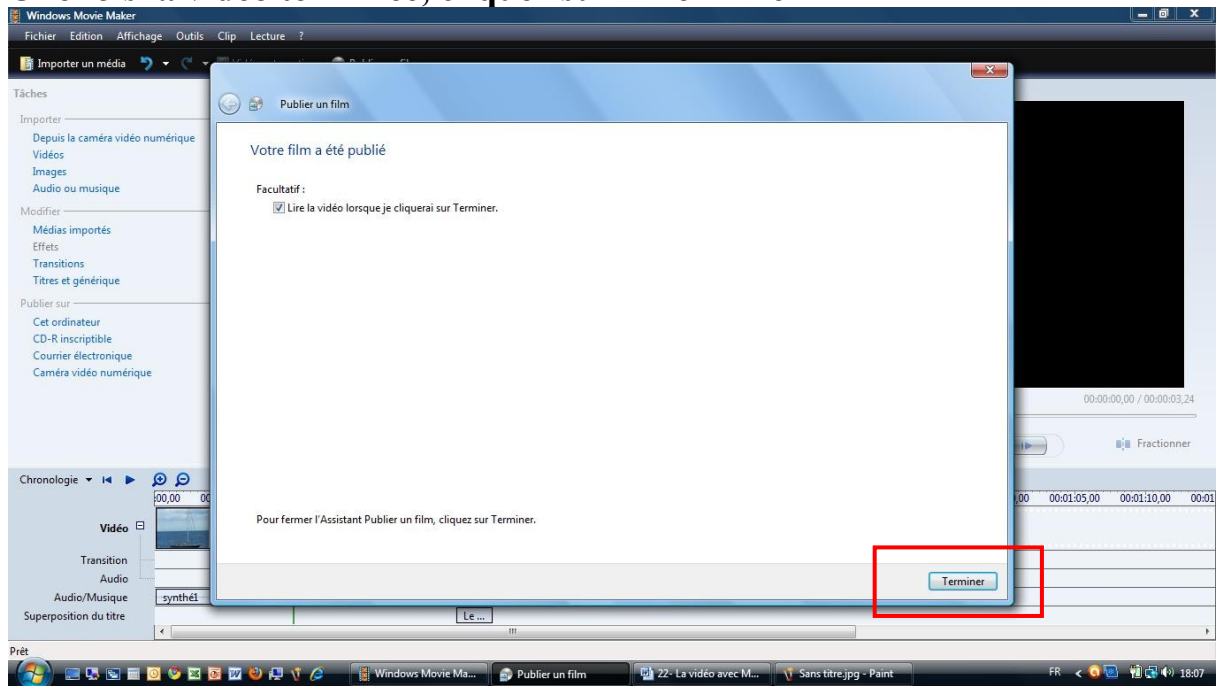 Windows Movie Maker
Fichier Edition Affichage Outils Clip Lecture ?
Importer un média
Tâches
Importer
Depuis la caméra vidéo numérique
Vidéos
Images
Audio ou musique
Modifier
Médias importés
Effets
Transitions
Titres et générique
Publier sur
Cet ordinateur
CD-R inscriptible
Courrier électronique
Caméra vidéo numérique
Publier un film
Votre film a été publié
Facultatif :
Lire la vidéo lorsque je cliquerai sur Terminer.
Pour fermer l'Assistant Publier un film, cliquez sur Terminer.
Terminer
00:00:00,00 / 00:00:03,24
Fractionner
Chronologie
00:01:05,00 00:01:10,00 00:01
Vidéo
Transition
Audio
Audio/Musique synthé1
Superposition du titre Le ...
Prêt
Windows Movie Ma... Publier un film 22- La vidéo avec M... Sans titre.jpg - Paint FR 18:07